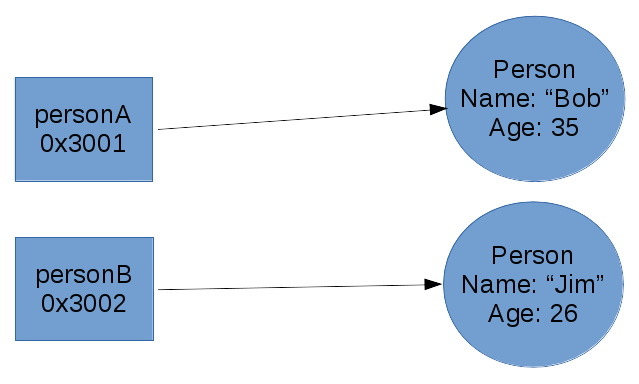 personA
0x3001
Person
Name: “Bob”
Age: 35
personB
0x3002
Person
Name: “Jim”
Age: 26